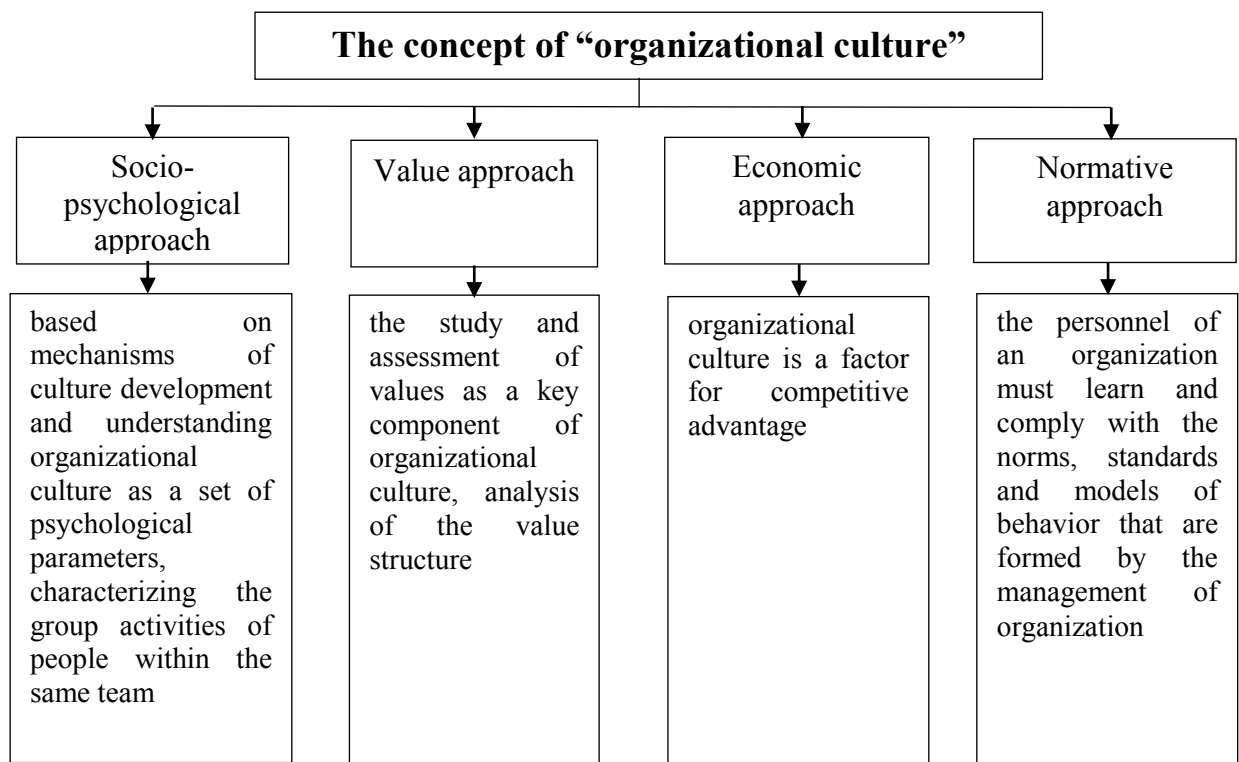 The concept of “organizational culture”
Socio-
psychological
approach
Value approach
Economic
approach
Normative
approach
based on
mechanisms of
culture development
and understanding
organizational
culture as a set of
psychological
parameters,
characterizing the
group activities of
people within the
same team
the study and
assessment of
values as a key
component of
organizational
culture, analysis
of the value
structure
organizational
culture is a factor
for competitive
advantage
the personnel of
an organization
must learn and
comply with the
norms, standards
and models of
behavior that are
formed by the
management of
organization